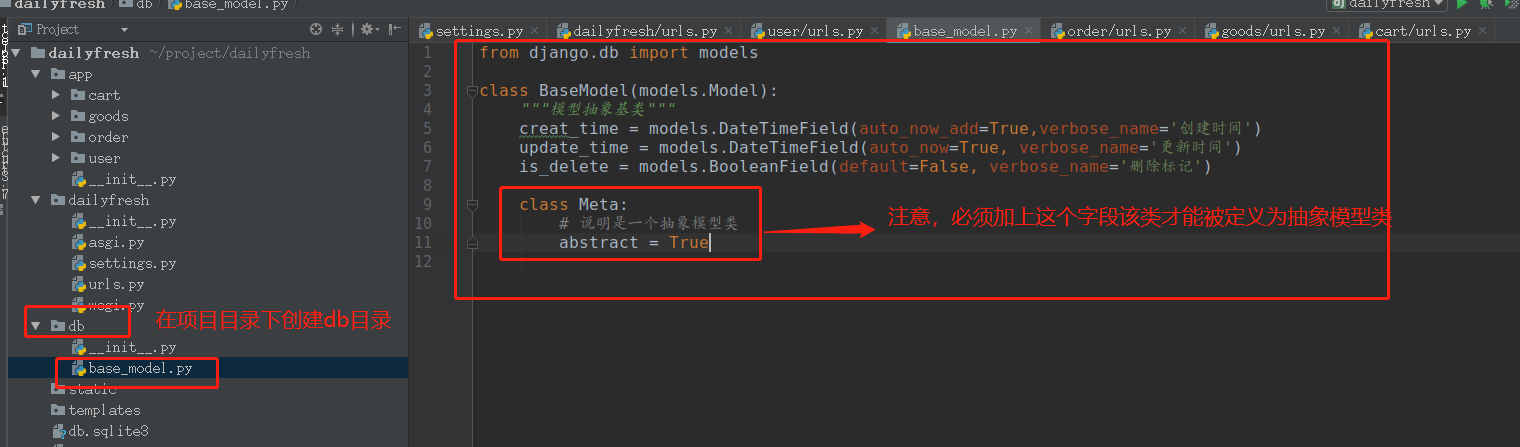 dailyfresh
db
base_model.py
dailyfresh
Project
settings.py
dailyfresh/urls.py
user/urls.py
base_model.py
order/urls.py
goods/urls.py
cart/urls.py
dailyfresh ~/project/dailyfresh
app
cart
goods
order
user
__init__.py
dailyfresh
__init__.py
asgi.py
settings.py
urls.py
wsgi.py
db
在项目目录下创建db目录
__init__.py
base_model.py
static
templates
db.sqlite3
1 from django.db import models
2
3 class BaseModel(models.Model):
4 """模型抽象基类"""
5 creat_time = models.DateTimeField(auto_now_add=True,verbose_name='创建时间')
6 update_time = models.DateTimeField(auto_now=True, verbose_name='更新时间')
7 is_delete = models.BooleanField(default=False, verbose_name='删除标记')
8
9 class Meta:
10 # 说明是一个抽象模型类
11 abstract = True
12
注意，必须加上这个字段该类才能被定义为抽象模型类